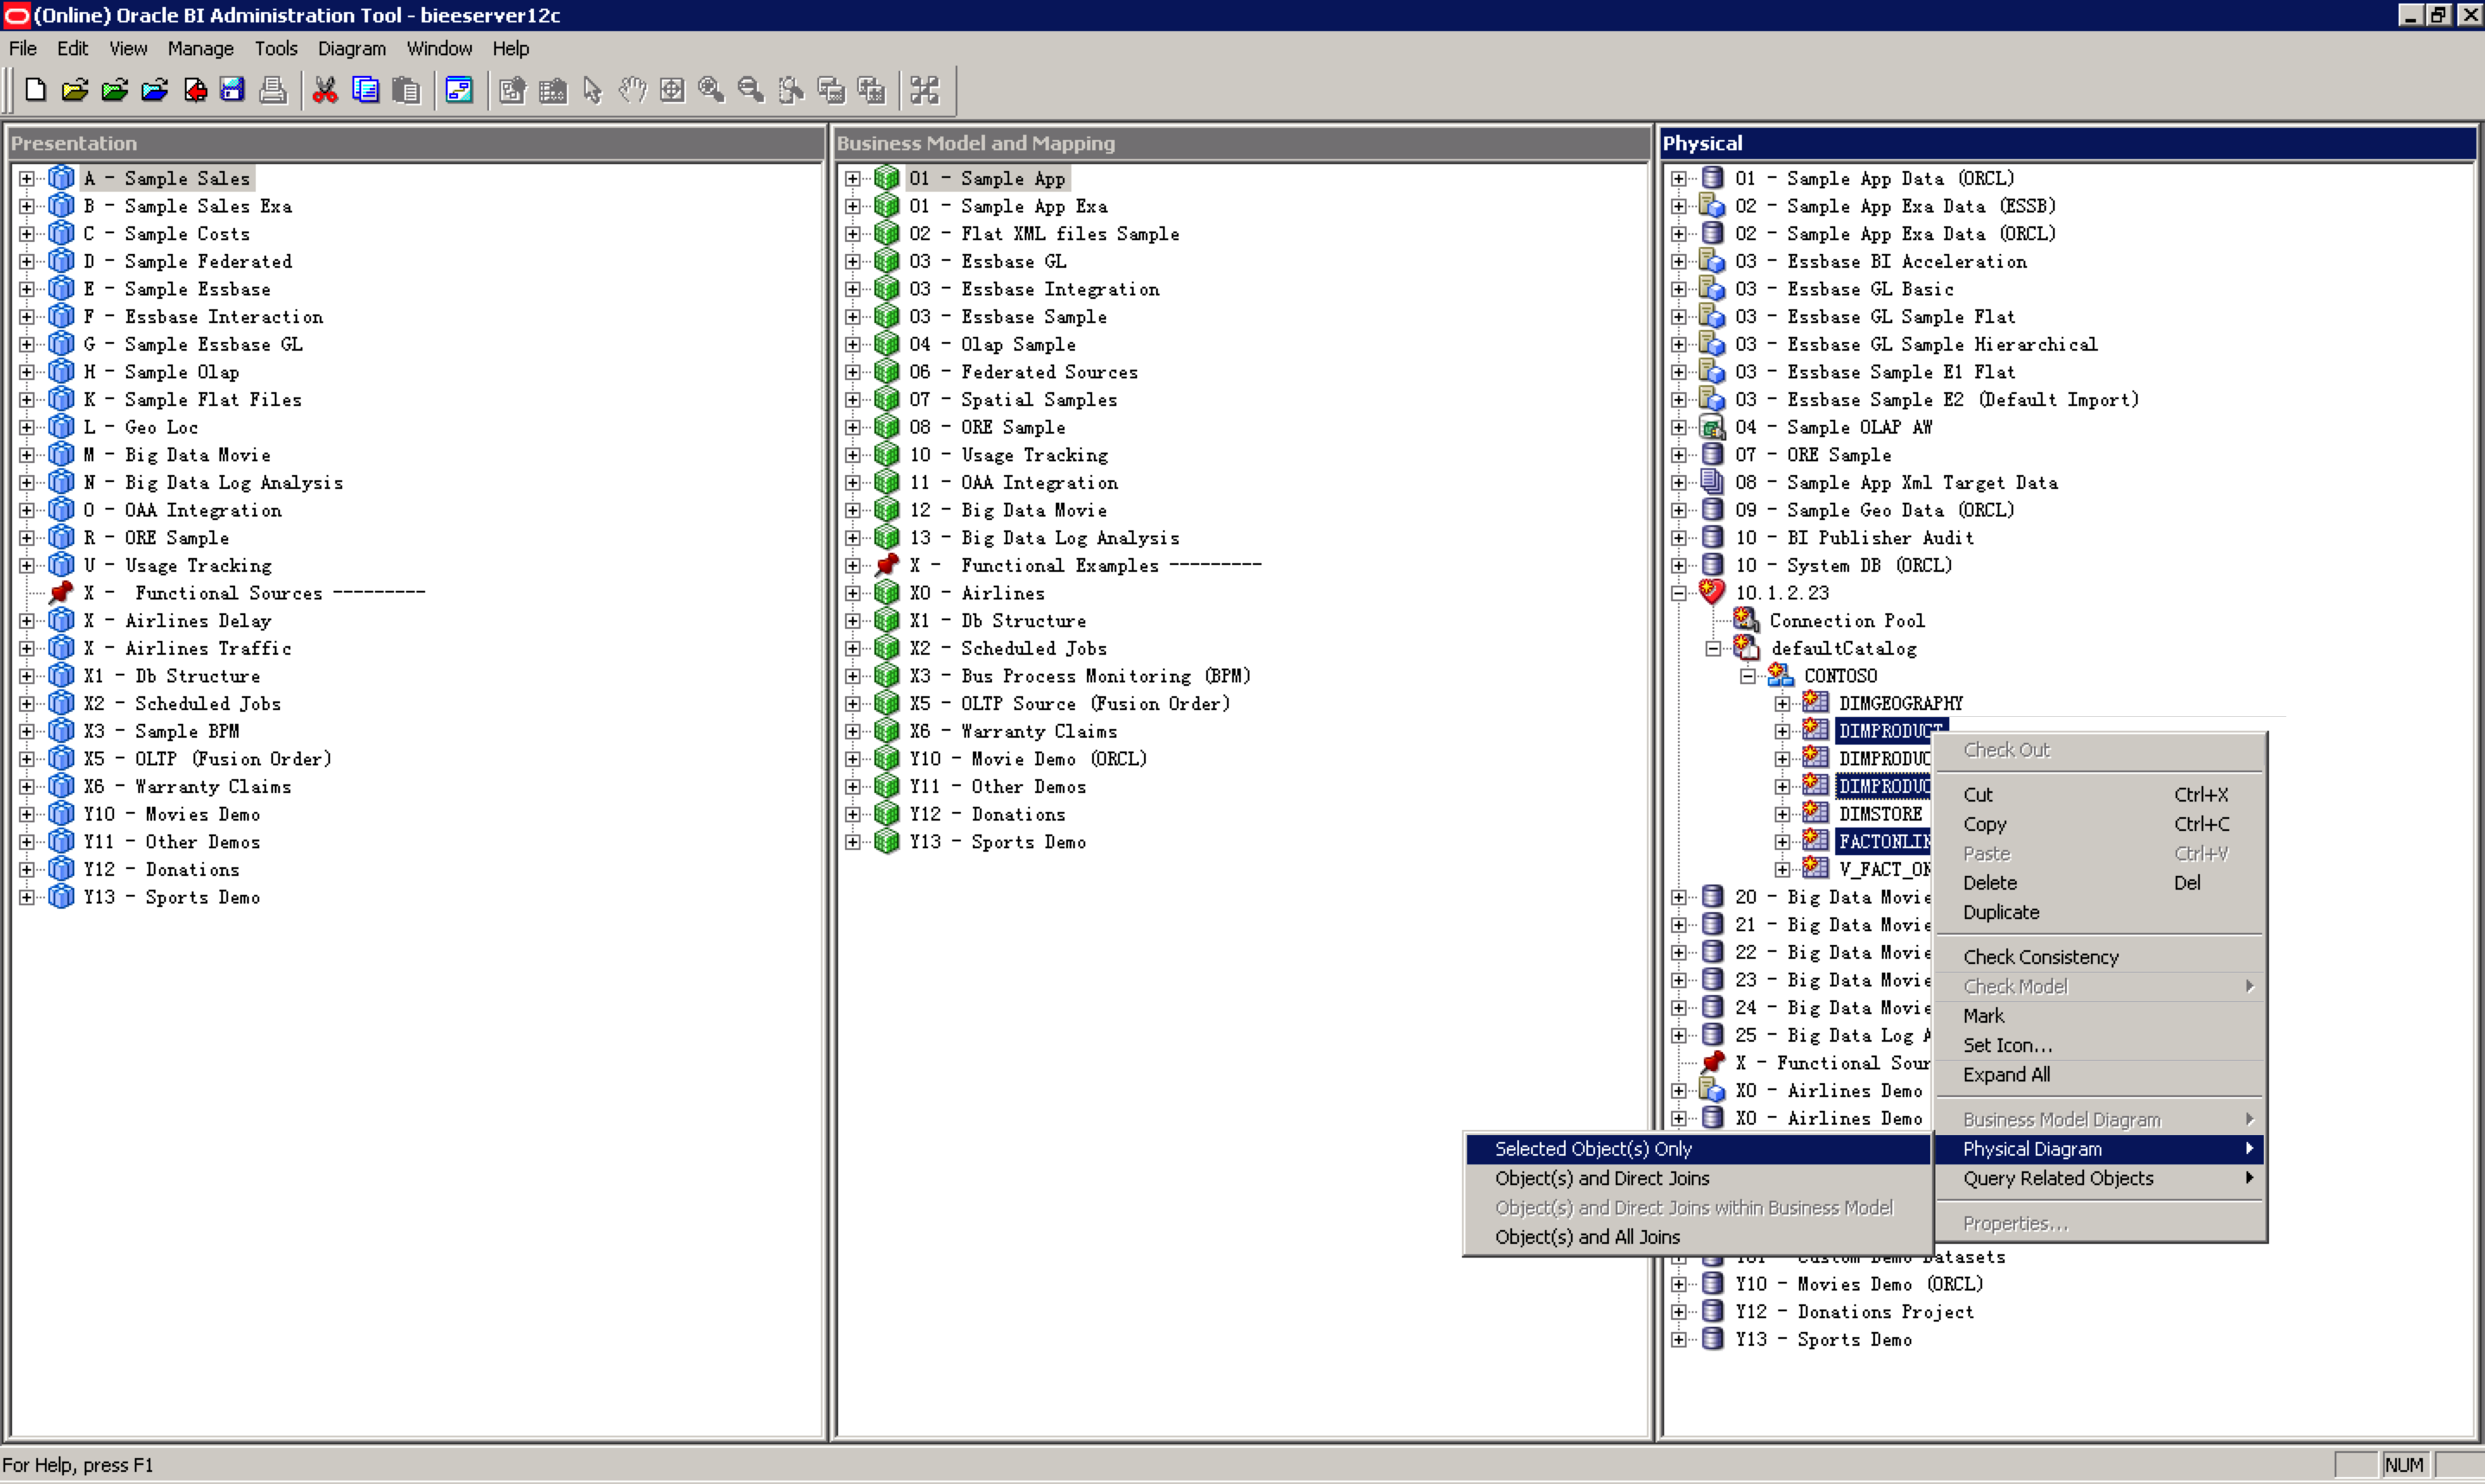 (Online) Oracle BI Administration Tool - bieeserver12c
File Edit View Manage Tools Diagram Window Help
Presentation
A - Sample Sales
B - Sample Sales Exa
C - Sample Costs
D - Sample Federated
E - Sample Essbase
F - Essbase Interaction
G - Sample Essbase GL
H - Sample Olap
K - Sample Flat Files
L - Geo Loc
M - Big Data Movie
N - Big Data Log Analysis
O - OAA Integration
R - ORE Sample
U - Usage Tracking
X - Functional Sources ---------
X - Airlines Delay
X - Airlines Traffic
X1 - Db Structure
X2 - Scheduled Jobs
X3 - Sample BPM
X5 - OLTP (Fusion Order)
X6 - Warranty Claims
Y10 - Movies Demo
Y11 - Other Demos
Y12 - Donations
Y13 - Sports Demo
Business Model and Mapping
01 - Sample App
01 - Sample App Exa
02 - Flat XML files Sample
03 - Essbase GL
03 - Essbase Integration
03 - Essbase Sample
04 - Olap Sample
06 - Federated Sources
07 - Spatial Samples
08 - ORE Sample
10 - Usage Tracking
11 - OAA Integration
12 - Big Data Movie
13 - Big Data Log Analysis
X - Functional Examples ---------
X0 - Airlines
X1 - Db Structure
X2 - Scheduled Jobs
X3 - Bus Process Monitoring (BPM)
X5 - OLTP Source (Fusion Order)
X6 - Warranty Claims
Y10 - Movie Demo (ORCL)
Y11 - Other Demos
Y12 - Donations
Y13 - Sports Demo
Physical
01 - Sample App Data (ORCL)
02 - Sample App Exa Data (ESSB)
02 - Sample App Exa Data (ORCL)
03 - Essbase BI Acceleration
03 - Essbase GL Basic
03 - Essbase GL Sample Flat
03 - Essbase GL Sample Hierarchical
03 - Essbase Sample E1 Flat
03 - Essbase Sample E2 (Default Import)
04 - Sample OLAP AW
07 - ORE Sample
08 - Sample App Xml Target Data
09 - Sample Geo Data (ORCL)
10 - BI Publisher Audit
10 - System DB (ORCL)
10.1.2.23
Connection Pool
defaultCatalog
CONTOSO
DIMGEOGRAPHY
DIMPRODUCT
DIMPRODUC
DIMPRODUC
DIMSTORE
FACTONLIN
V_FACT_ON
20 - Big Data Movie
21 - Big Data Movie
22 - Big Data Movie
23 - Big Data Movie
24 - Big Data Movie
25 - Big Data Log A
X - Functional Sour
X0 - Airlines Demo
X0 - Airlines Demo
Custom Demo Datasets
Y10 - Movies Demo (ORCL)
Y12 - Donations Project
Y13 - Sports Demo
Check Out
Cut Ctrl+X
Copy Ctrl+C
Paste Ctrl+V
Delete Del
Duplicate
Check Consistency
Check Model
Mark
Set Icon...
Expand All
Business Model Diagram
Physical Diagram
Query Related Objects
Properties...
Selected Object(s) Only
Object(s) and Direct Joins
Object(s) and Direct Joins within Business Model
Object(s) and All Joins
For Help, press F1
NUM